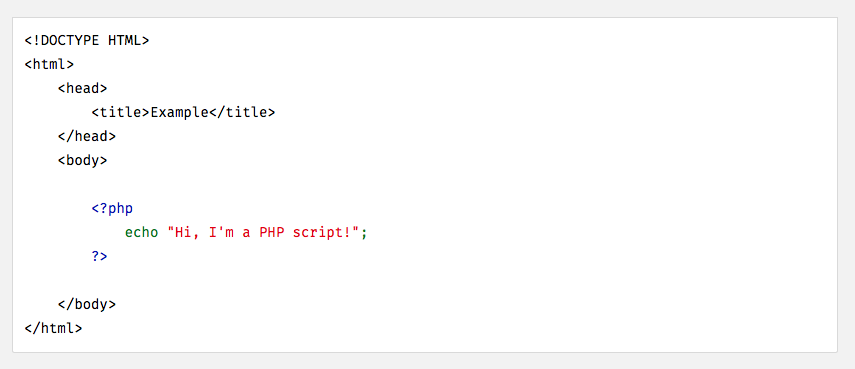 <!DOCTYPE HTML>
<html>
    <head>
        <title>Example</title>
    </head>
    <body>

        <?php
            echo "Hi, I'm a PHP script!";
        ?>

    </body>
</html>